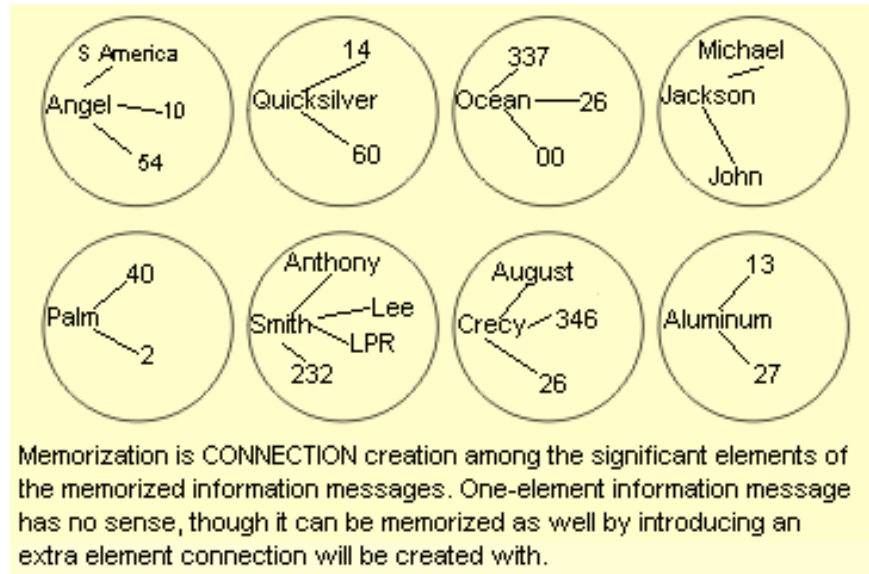 S America
Angel
10
54
14
Quicksilver
60
337
Ocean
26
00
Michael
Jackson
John
40
Palm
2
Anthony
Smith
Lee
LPR
232
August
Crecy
346
26
13
Aluminum
27
Memorization is CONNECTION creation among the significant elements of
the memorized information messages. One-element information message
has no sense, though it can be memorized as well by introducing an
extra element connection will be created with.